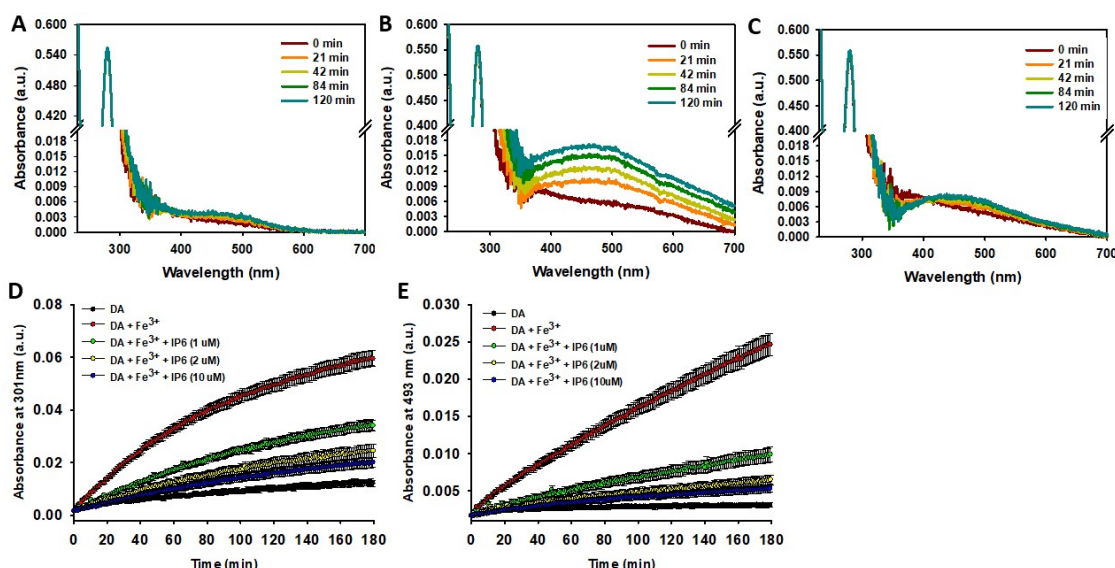 A
0.600
0.540
0.480
0.420
0.018
0.015
0.012
0.009
0.006
0.003
0.000
Absorbance (a.u.)
0 min
21 min
42 min
84 min
120 min
300 400 500 600 700
Wavelength (nm)
B
0.600
0.550
0.500
0.450
0.400
0.018
0.015
0.012
0.009
0.006
0.003
0.000
Absorbance (a.u.)
0 min
21 min
42 min
84 min
120 min
300 400 500 600 700
Wavelength (nm)
C
0.600
0.550
0.500
0.450
0.400
0.018
0.015
0.012
0.009
0.006
0.003
0.000
Absorbance (a.u.)
0 min
21 min
42 min
84 min
120 min
300 400 500 600 700
Wavelength (nm)
D
0.08
0.06
0.04
0.02
0.00
Absorbance at 301nm (a.u.)
DA
DA + Fe³⁺
DA + Fe³⁺ + IP6 (1 uM)
DA + Fe³⁺ + IP6 (2 uM)
DA + Fe³⁺ + IP6 (10 uM)
0 20 40 60 80 100 120 140 160 180
Time (min)
E
0.030
0.025
0.020
0.015
0.010
0.005
Absorbance at 493 nm (a.u.)
DA
DA + Fe³⁺
DA + Fe³⁺ + IP6 (1uM)
DA + Fe³⁺ + IP6 (2uM)
DA + Fe³⁺ + IP6 (10uM)
0 20 40 60 80 100 120 140 160 180
Time (min)